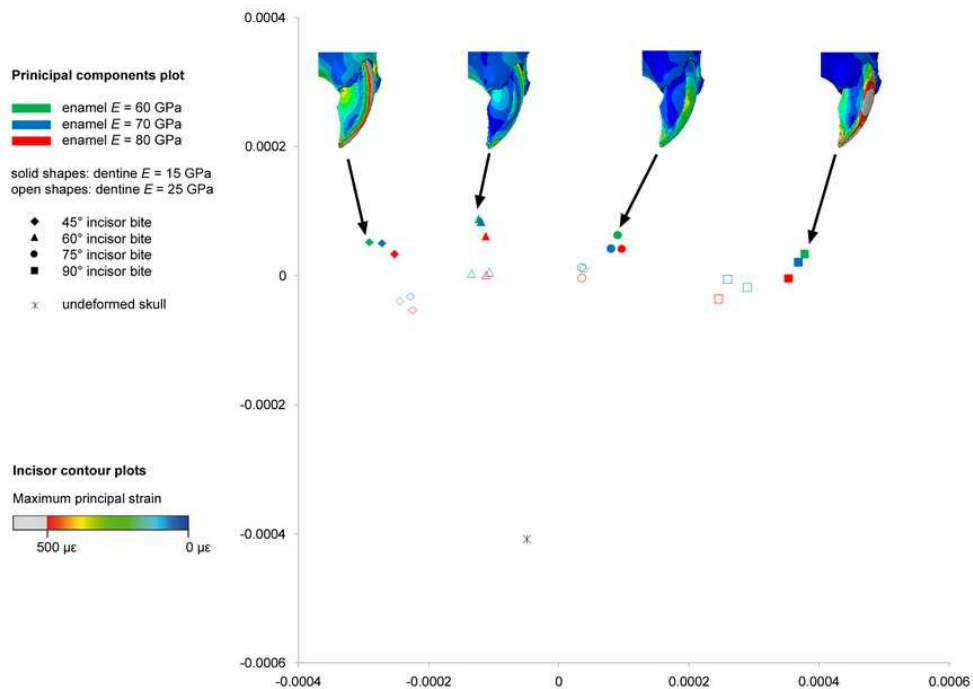 Prinicipal components plot
enamel E = 60 GPa
enamel E = 70 GPa
enamel E = 80 GPa
solid shapes: dentine E = 15 GPa
open shapes: dentine E = 25 GPa
45° incisor bite
60° incisor bite
75° incisor bite
90° incisor bite
undeformed skull
Incisor contour plots
Maximum principal strain
500 µε 0 µε
0.0004
0.0002
0
-0.0002
-0.0004
-0.0006
-0.0004 -0.0002 0 0.0002 0.0004 0.0006